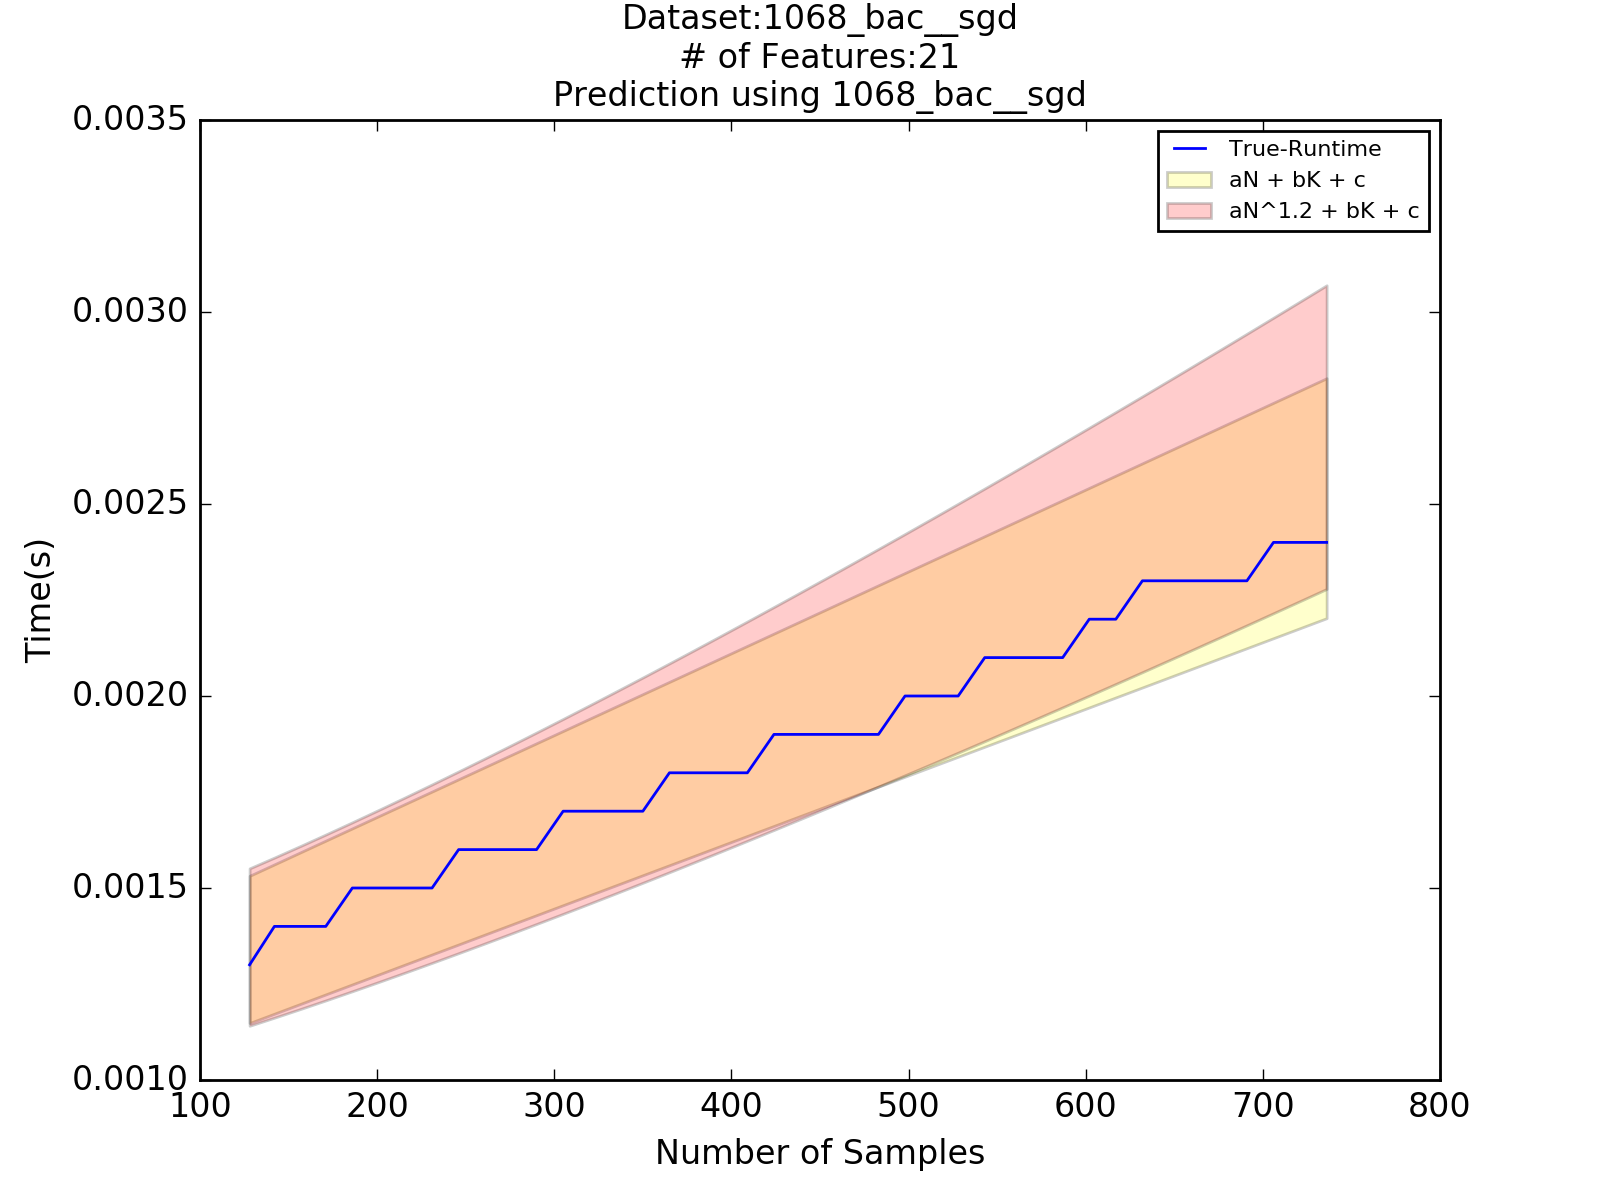 Dataset:1068_bac__sgd
# of Features:21
Prediction using 1068_bac__sgd
0.0035
True-Runtime
aN + bK + c
aN^1.2 + bK + c
0.0030
0.0025
0.0020
0.0015
0.0010
Time(s)
100 200 300 400 500 600 700 800
Number of Samples